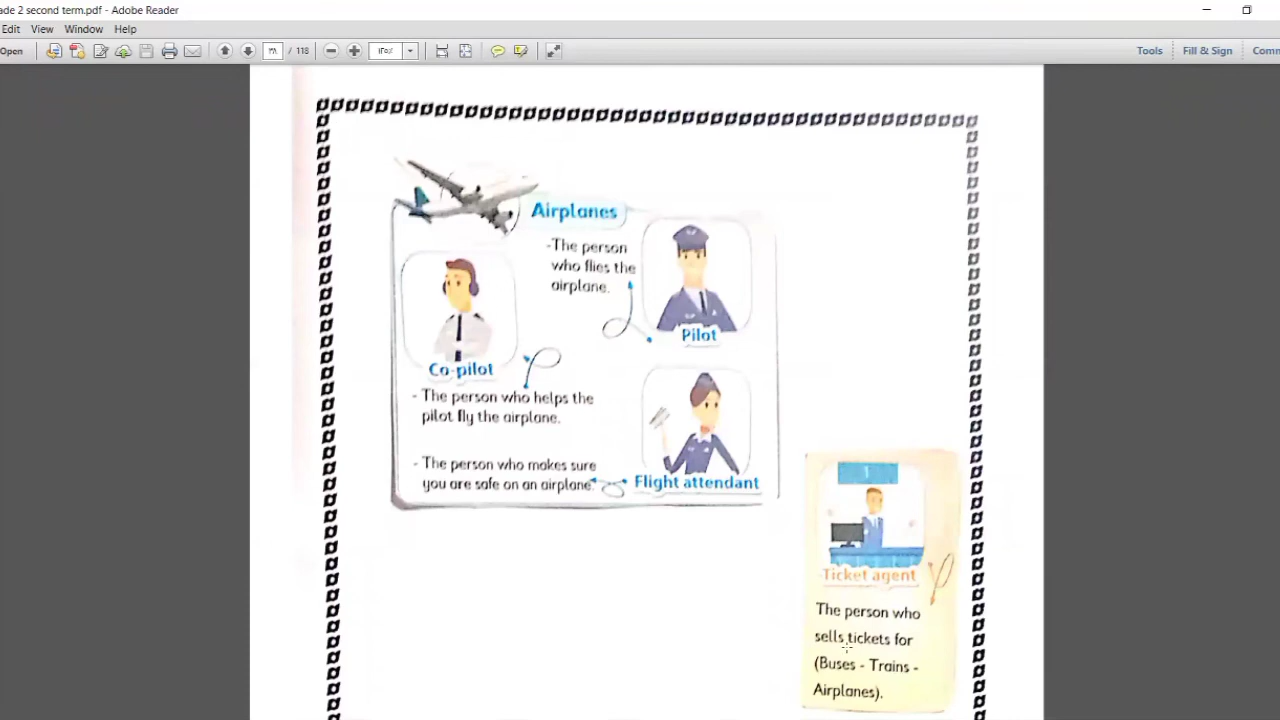 ade 2 second term.pdf - Adobe Reader
Edit View Window Help
Open ٣٨ / 118 ١٣٥٪ Tools Fill & Sign Comm
Airplanes
-The person
who flies the
airplane.
Pilot
Co-pilot
- The person who helps the
pilot fly the airplane.
- The person who makes sure
you are safe on an airplane.
Flight attendant
Ticket agent
The person who
sells tickets for
(Buses - Trains -
Airplanes).